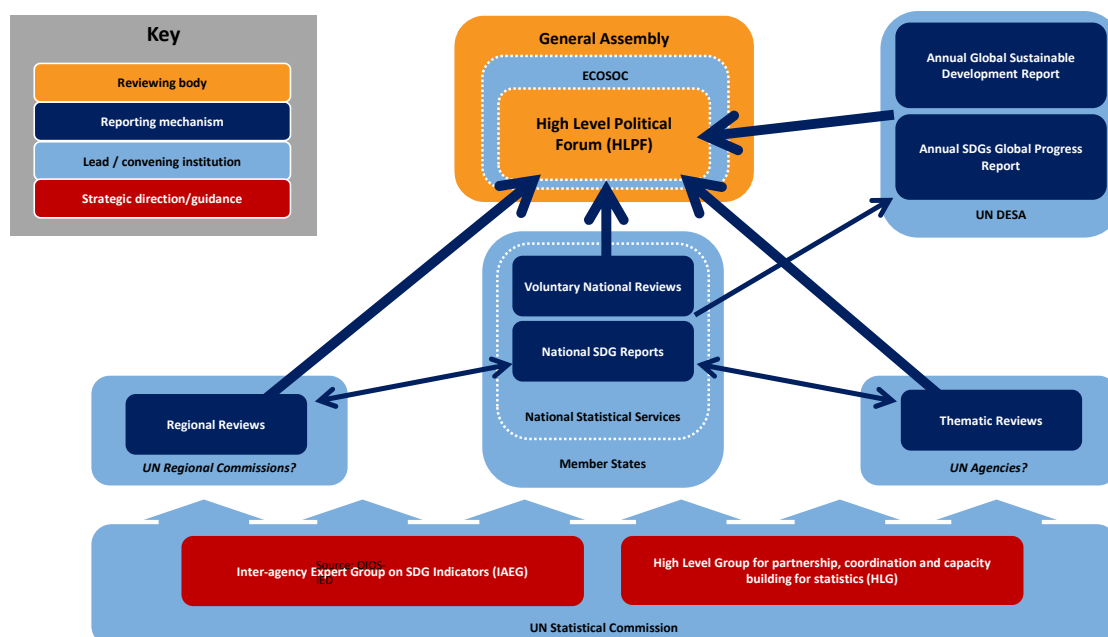 Key
Reviewing body
Reporting mechanism
Lead / convening institution
Strategic direction/guidance
General Assembly
ECOSOC
High Level Political
Forum (HLPF)
Annual Global Sustainable
Development Report
Annual SDGs Global Progress
Report
UN DESA
Voluntary National Reviews
National SDG Reports
National Statistical Services
Member States
Regional Reviews
UN Regional Commissions?
Thematic Reviews
UN Agencies?
Inter-agency Expert Group on SDG Indicators (IAEG)
Source: OIOS-
IED
High Level Group for partnership, coordination and capacity
building for statistics (HLG)
UN Statistical Commission